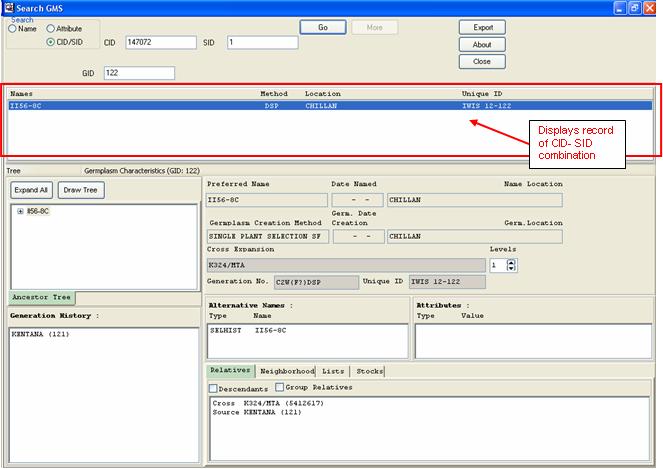 Search GMS
Search
Name Attribute
CID/SID CID 147072 SID 1
Go More Export
About
Close
GID 122
Names Method Location Unique ID
II56-8C DSP CHILLAN IWIS 12-122
Displays record
of CID- SID
combination
Tree Germplasm Characteristics (GID: 122)
Expand All Draw Tree
II56-8C
Ancestor Tree
Generation History :
KENTANA (121)
Preferred Name Date Named Name Location
II56-8C - - CHILLAN
Germ. Date
Germplasm Creation Method Creation Germ.Location
SINGLE PLANT SELECTION SF - - CHILLAN
Cross Expansion Levels
K324/MTA 1
Generation No. C2W(F?)DSP Unique ID IWIS 12-122
Alternative Names :
Type Name
SELHIST II56-8C
Attributes :
Type Value
Relatives Neighborhood Lists Stocks
Descendants Group Relatives
Cross K324/MTA (5412617)
Source KENTANA (121)